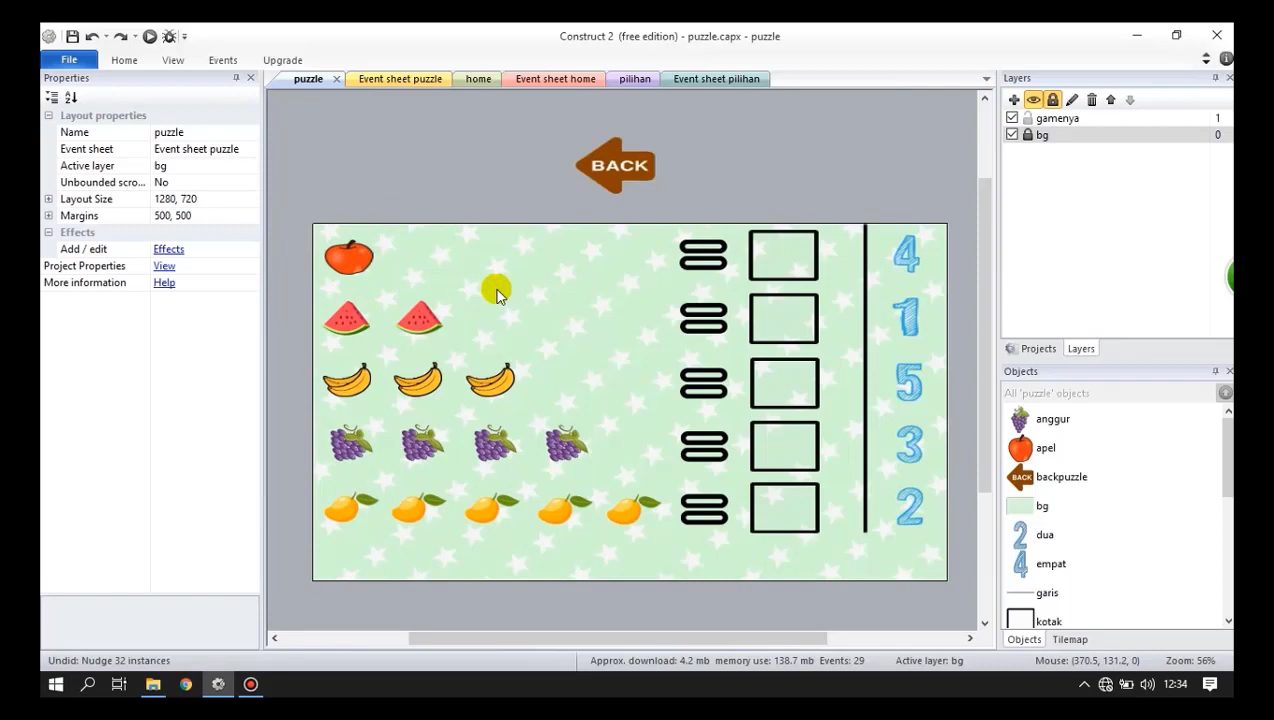 Construct 2 (free edition) - puzzle.capx - puzzle
File Home View Events Upgrade
Properties
Layout properties
Name puzzle
Event sheet Event sheet puzzle
Active layer bg
Unbounded scro... No
Layout Size 1280, 720
Margins 500, 500
Effects
Add / edit Effects
Project Properties View
More information Help
puzzle Event sheet puzzle home Event sheet home pilihan Event sheet pilihan
BACK
4
1
5
3
2
Layers
gamenya 1
bg 0
Projects Layers
Objects
All 'puzzle' objects
anggur
apel
BACK backpuzzle
bg
2 dua
4 empat
garis
kotak
Objects Tilemap
Undid: Nudge 32 instances Approx. download: 4.2 mb memory use: 138.7 mb Events: 29 Active layer: bg Mouse: (370.5, 131.2, 0) Zoom: 56%
12:34